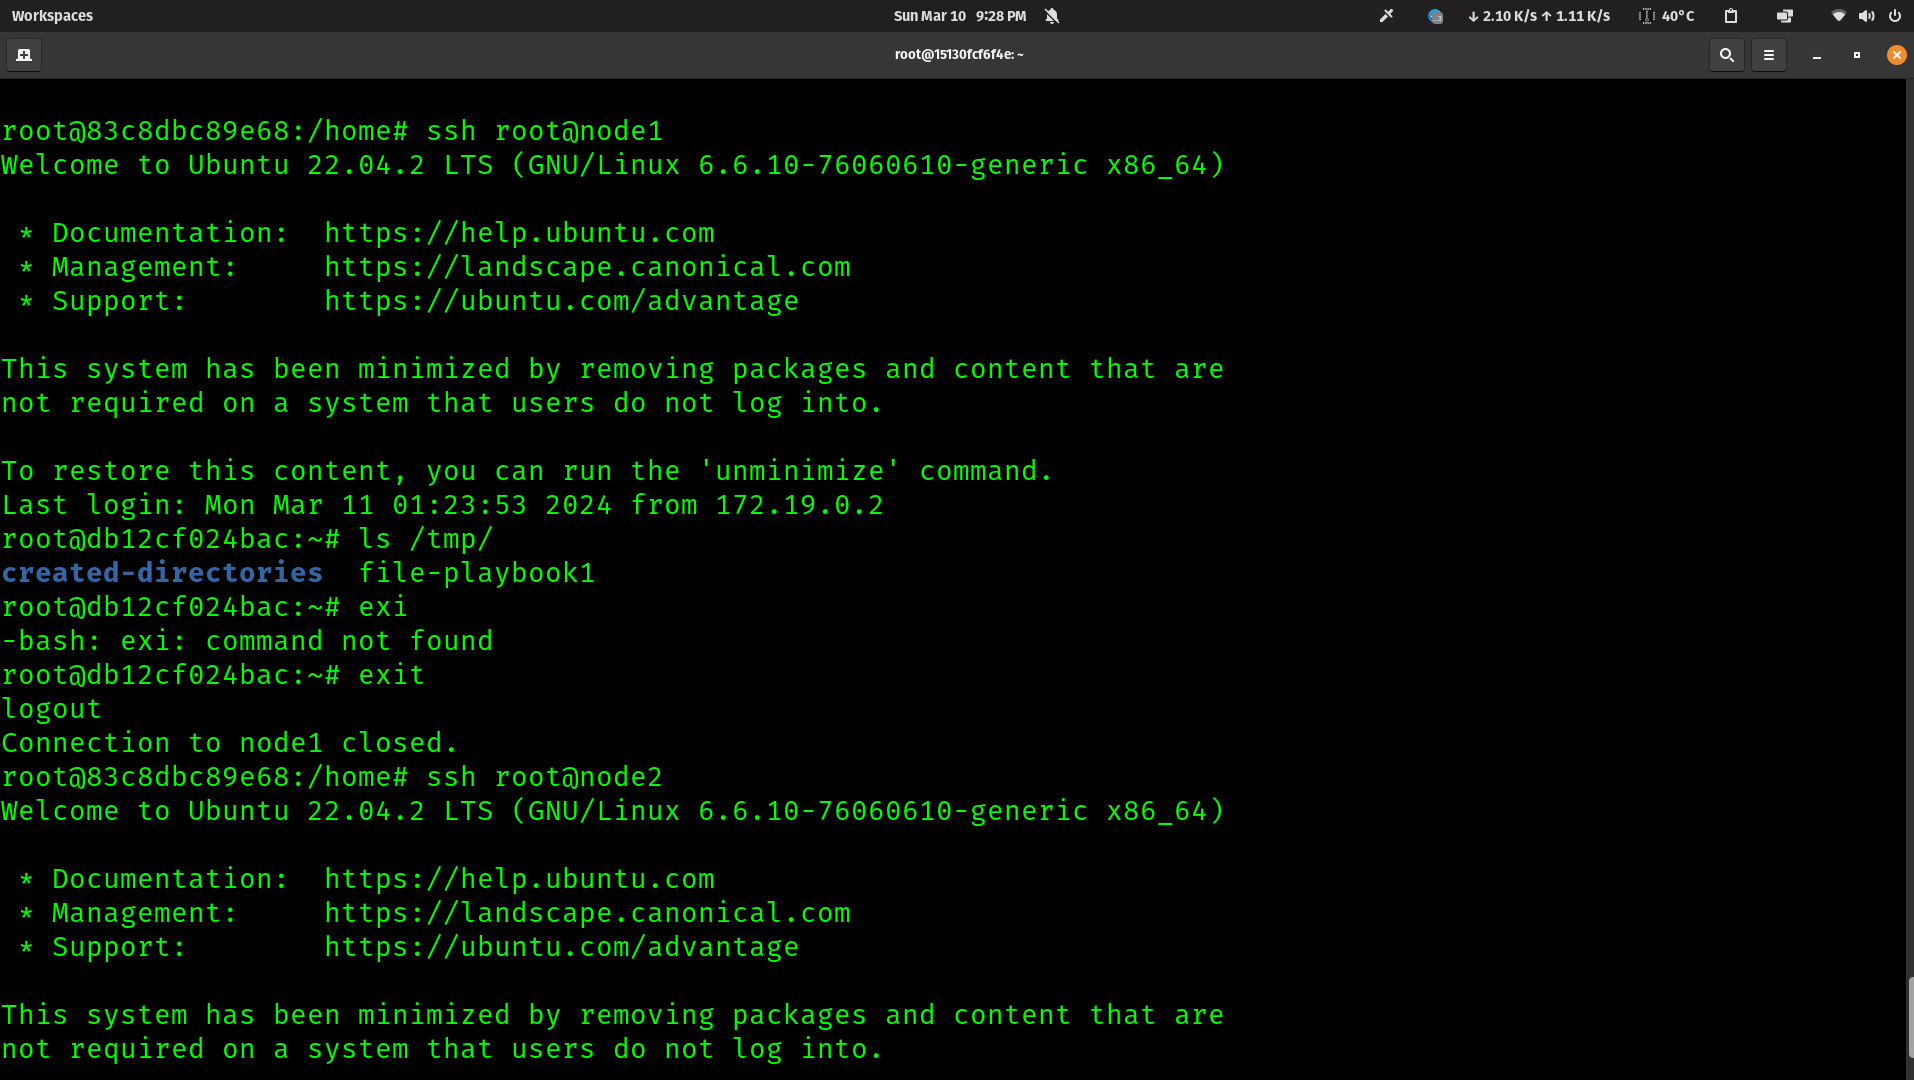 Workspaces
Sun Mar 10 9:28 PM
↓ 2.10 K/s ↑ 1.11 K/s
40°C
root@15130fcf6f4e: ~
root@83c8dbc89e68:/home# ssh root@node1
Welcome to Ubuntu 22.04.2 LTS (GNU/Linux 6.6.10-76060610-generic x86_64)
* Documentation:  https://help.ubuntu.com
* Management:     https://landscape.canonical.com
* Support:        https://ubuntu.com/advantage
This system has been minimized by removing packages and content that are
not required on a system that users do not log into.
To restore this content, you can run the 'unminimize' command.
Last login: Mon Mar 11 01:23:53 2024 from 172.19.0.2
root@db12cf024bac:~# ls /tmp/
created-directories  file-playbook1
root@db12cf024bac:~# exi
-bash: exi: command not found
root@db12cf024bac:~# exit
logout
Connection to node1 closed.
root@83c8dbc89e68:/home# ssh root@node2
Welcome to Ubuntu 22.04.2 LTS (GNU/Linux 6.6.10-76060610-generic x86_64)
* Documentation:  https://help.ubuntu.com
* Management:     https://landscape.canonical.com
* Support:        https://ubuntu.com/advantage
This system has been minimized by removing packages and content that are
not required on a system that users do not log into.